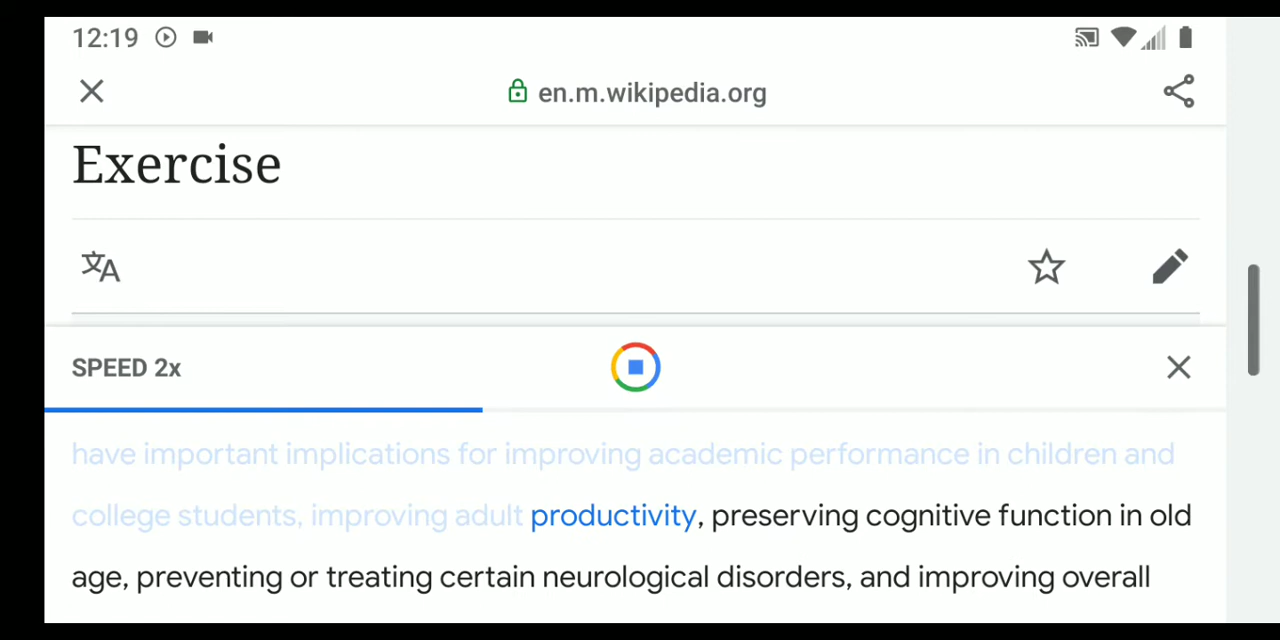 12:19
en.m.wikipedia.org
Exercise
文A
SPEED 2x
have important implications for improving academic performance in children and
college students, improving adult productivity, preserving cognitive function in old
age, preventing or treating certain neurological disorders, and improving overall